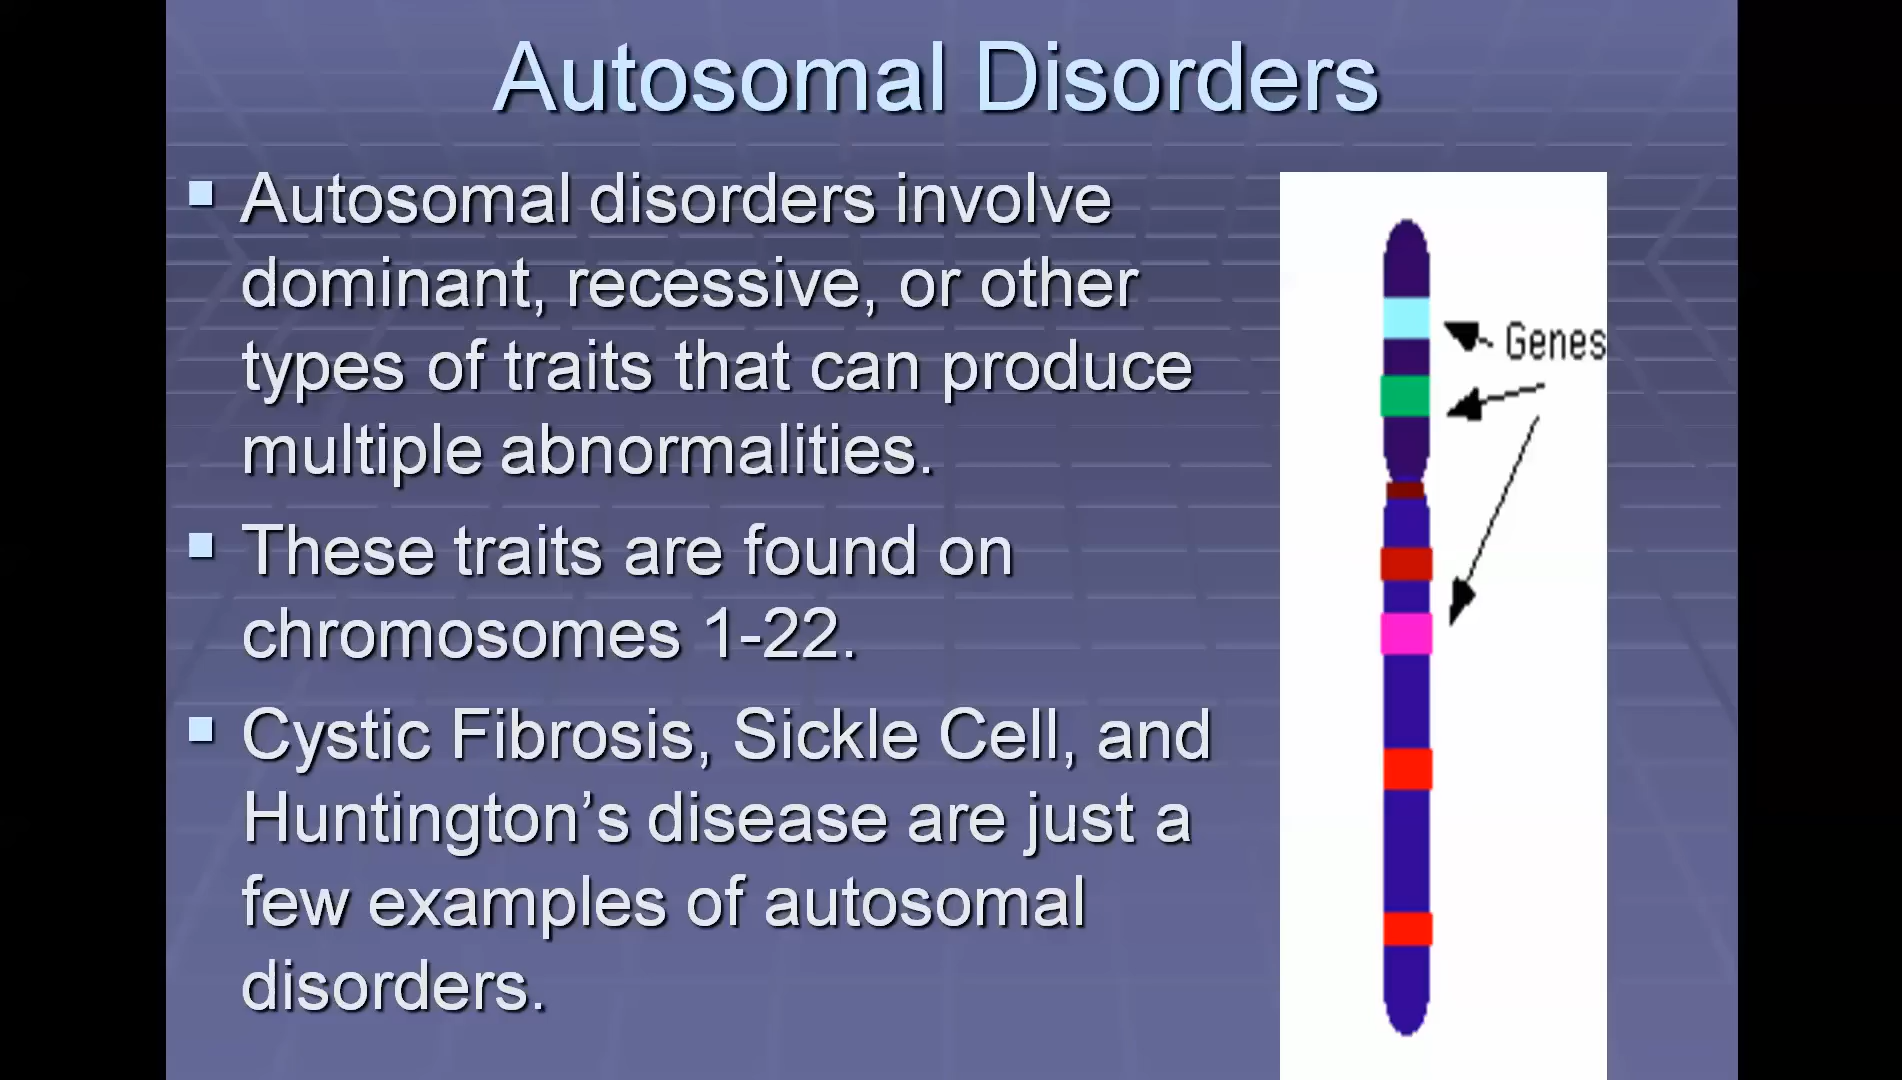 Autosomal Disorders
Autosomal disorders involve
dominant, recessive, or other
types of traits that can produce
multiple abnormalities.
These traits are found on
chromosomes 1-22.
Cystic Fibrosis, Sickle Cell, and
Huntington’s disease are just a
few examples of autosomal
disorders.
Genes